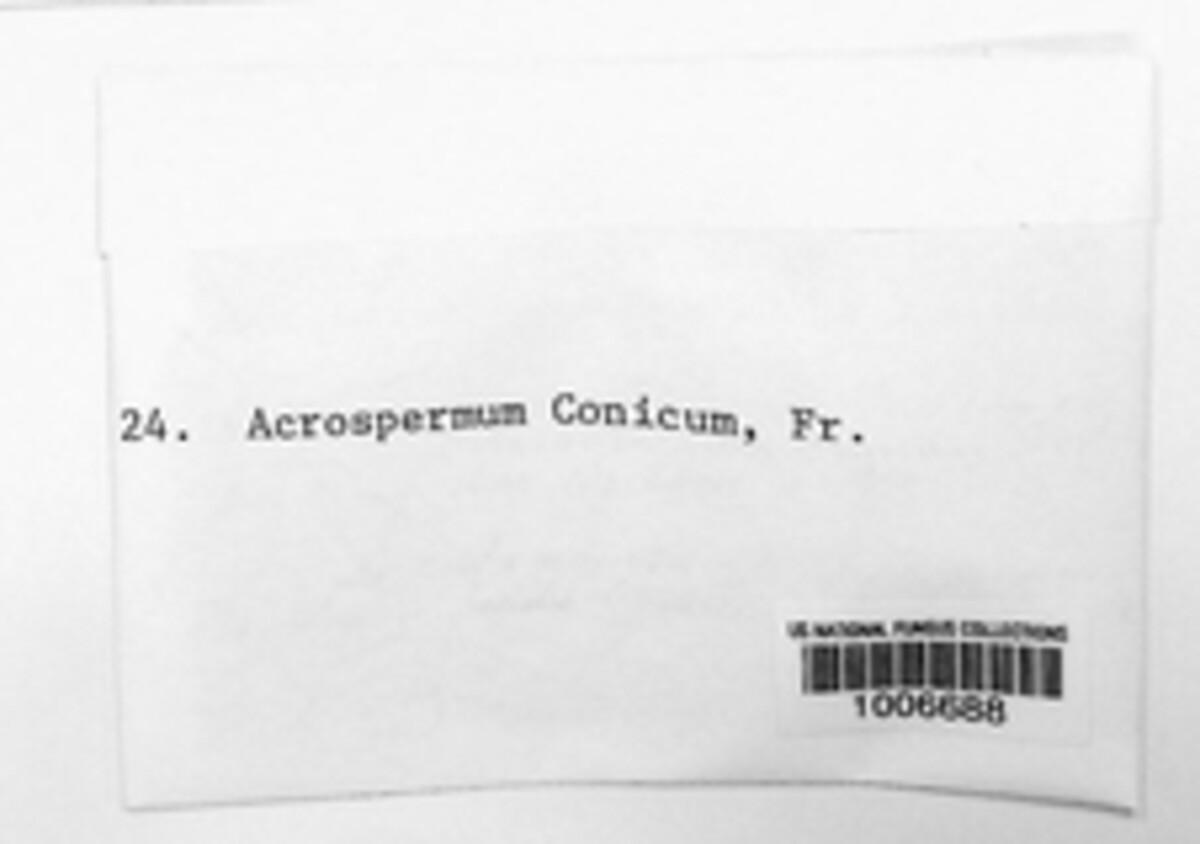 24. Acrospermum Conicum, Fr.
US NATIONAL FUNGUS COLLECTIONS
1006688